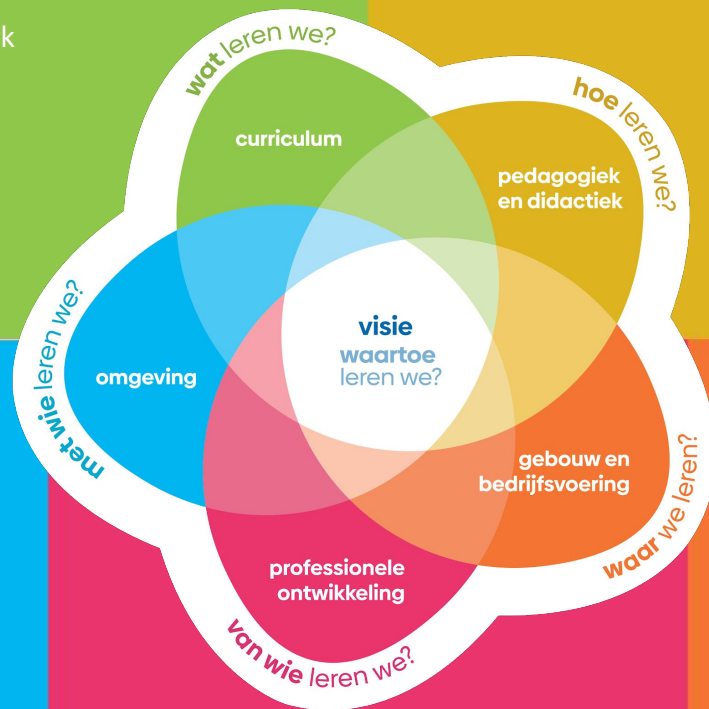 k
wat leren we?
curriculum
hoe leren we?
pedagogiek
en didactiek
visie
waartoe
leren we?
met wie leren we?
omgeving
gebouw en
bedrijfsvoering
waar we leren?
professionele
ontwikkeling
van wie leren we?